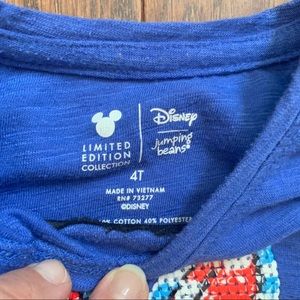 LIMITED
EDITION
COLLECTION
Disney
jumping
beans®
4T
MADE IN VIETNAM
RN# 73277
©DISNEY
COTTON 40% POLYESTER